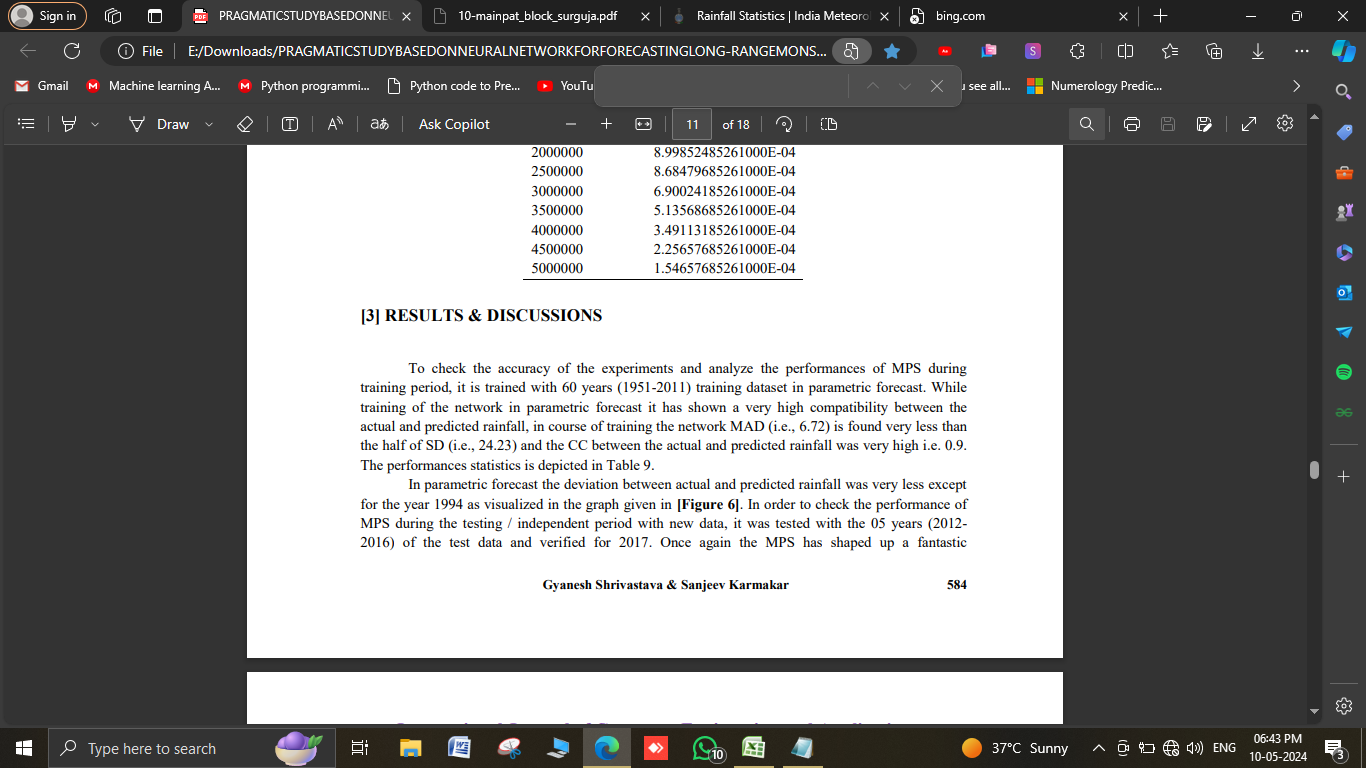 Sign in
PRAGMATICSTUDYBASEDONNEU
10-mainpat_block_surguja.pdf
Rainfall Statistics | India Meteorol
bing.com
File
E:/Downloads/PRAGMATICSTUDYBASEDONNEURALNETWORKFORFORECASTINGLONG-RANGEMONS...
Gmail
Machine learning A...
Python programmi...
Python code to Pre...
YouTu
u see all...
Numerology Predic...
Draw
Ask Copilot
11
of 18
2000000 8.99852485261000E-04
2500000 8.68479685261000E-04
3000000 6.90024185261000E-04
3500000 5.13568685261000E-04
4000000 3.49113185261000E-04
4500000 2.25657685261000E-04
5000000 1.54657685261000E-04
[3] RESULTS & DISCUSSIONS
To check the accuracy of the experiments and analyze the performances of MPS during
training period, it is trained with 60 years (1951-2011) training dataset in parametric forecast. While
training of the network in parametric forecast it has shown a very high compatibility between the
actual and predicted rainfall, in course of training the network MAD (i.e., 6.72) is found very less than
the half of SD (i.e., 24.23) and the CC between the actual and predicted rainfall was very high i.e. 0.9.
The performances statistics is depicted in Table 9.
In parametric forecast the deviation between actual and predicted rainfall was very less except
for the year 1994 as visualized in the graph given in [Figure 6]. In order to check the performance of
MPS during the testing / independent period with new data, it was tested with the 05 years (2012-
2016) of the test data and verified for 2017. Once again the MPS has shaped up a fantastic
Gyanesh Shrivastava & Sanjeev Karmakar 584
Type here to search
10
37°C Sunny
ENG
06:43 PM
10-05-2024
3